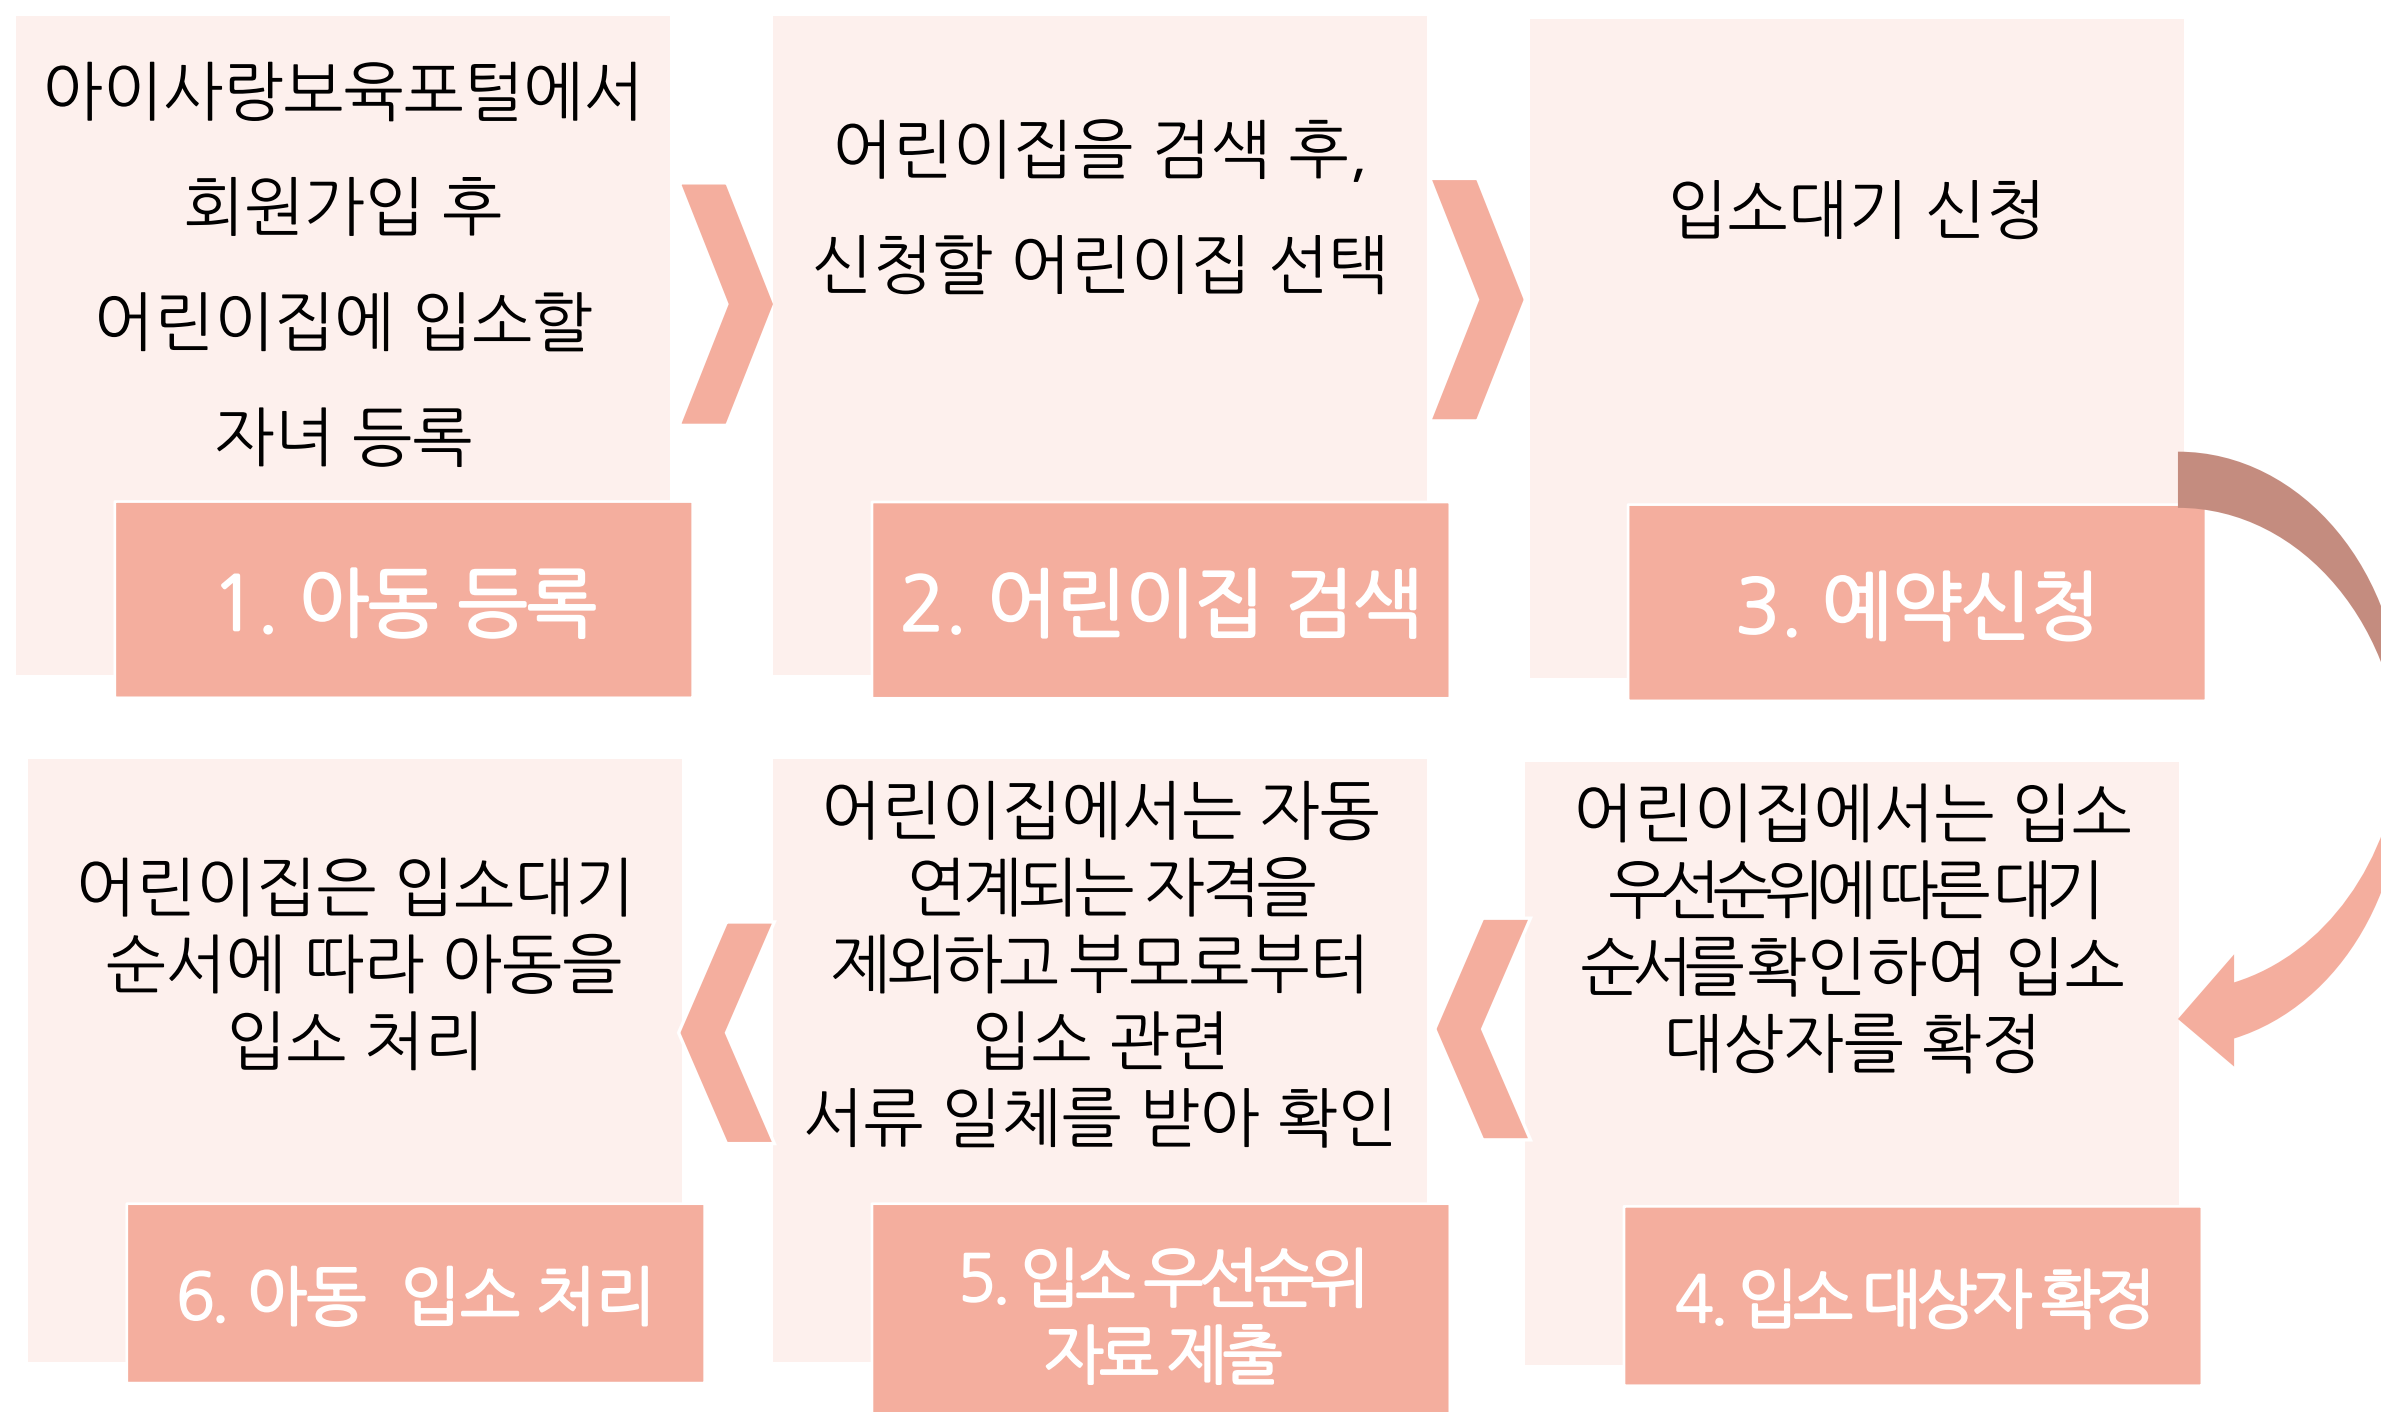 아이사랑보육포털에서
회원가입 후
어린이집에 입소할
자녀 등록
1. 아동 등록
어린이집을 검색 후,
신청할 어린이집 선택
2. 어린이집 검색
입소대기 신청
3. 예약신청
어린이집에서는 입소
우선순위에 따른 대기
순서를확인하여 입소
대상자를 확정
4. 입소 대상자 확정
어린이집에서는 자동
연계되는 자격을
제외하고 부모로부터
입소 관련
서류 일체를 받아 확인
5. 입소 우선순위
자료 제출
어린이집은 입소대기
순서에 따라 아동을
입소 처리
6. 아동 입소 처리